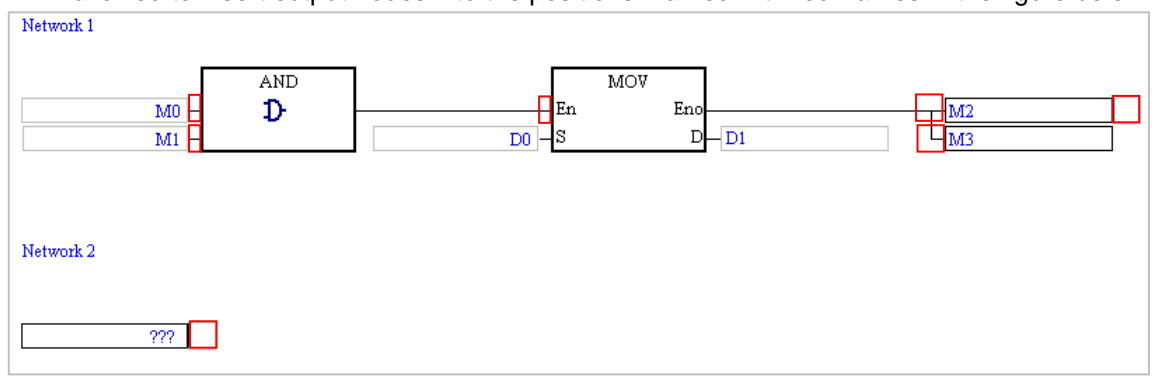 Network 1
AND
MOV
M0
En
Eno
M2
M1
D0
S
D
D1
M3
Network 2
???